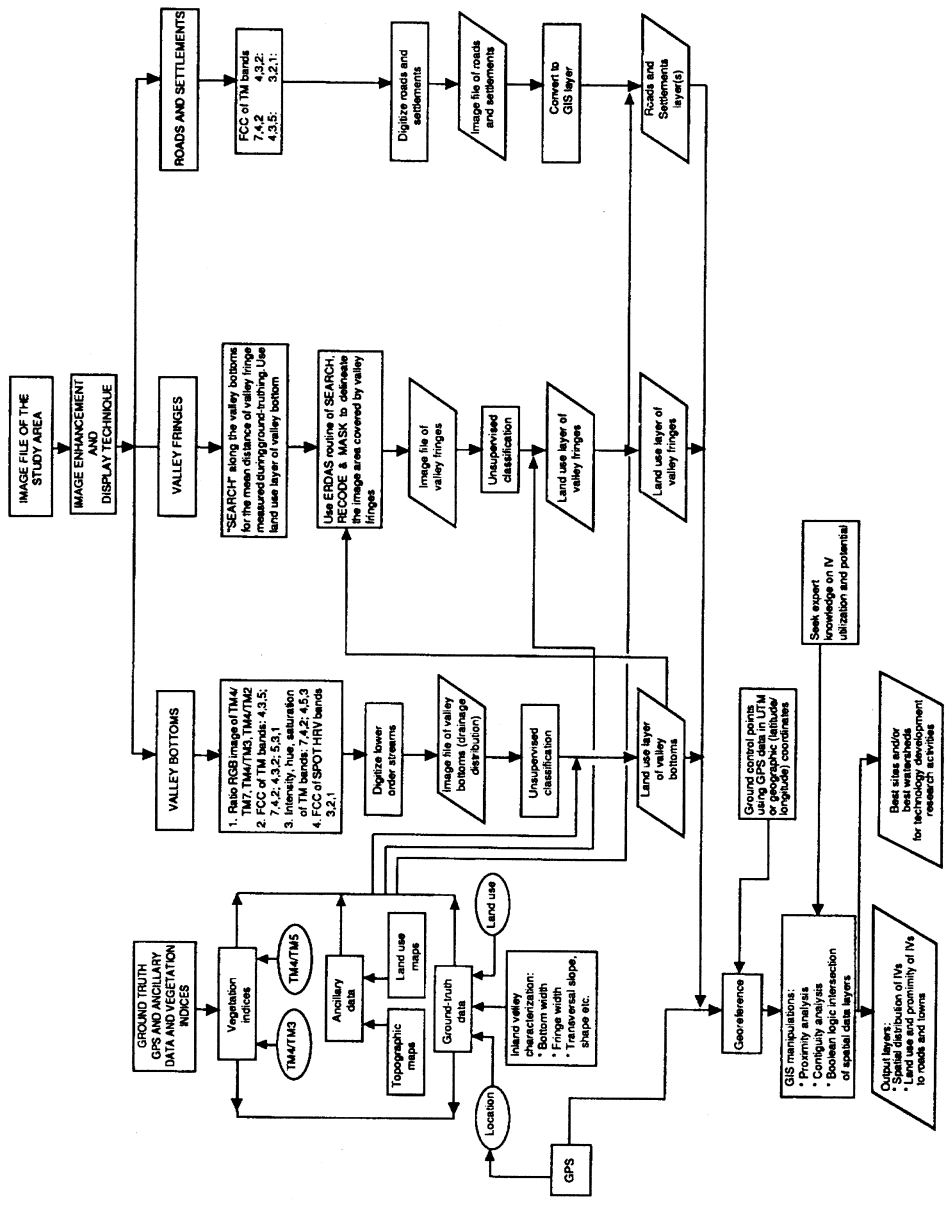 IMAGE FILE OF THE
STUDY AREA
IMAGE ENHANCEMENT
AND
DISPLAY TECHNIQUE
GROUND TRUTH
GPS AND ANCILLARY
DATA AND VEGETATION
INDICES
Vegetation
indices
TM4/TM3
TM4/TM5
Ancillary
data
Topographic
maps
Land use
maps
Ground-truth
data
Location
Land use
Inland velley
characterization:
* Bottom width
* Fringe width
* Tranaversal slope,
shape etc.
GPS
VALLEY BOTTOMS
1. Ratio RGB image of TM4/
TM7, TM4/TM3, TM4/TM2
2. FCC of TM bands: 4,3,5;
7,4,2; 4,3,2; 5,3,1
3. Intensity, hue, saturation
of TM bands: 7,4,2; 4,5,3
4. FCC of SPOT HRV bands
3,2,1
Digitize lower
order streams
image file of valley
bottoms (drainage
distribution)
Unsupervised
classification
Land use layer
of valley
bottoms
VALLEY FRINGES
"SEARCH" along the valley bottoms
for the mean distance of valley fringe
measured during ground-truthing. Use
land use layer of valley bottom
Use ERDAS routine of SEARCH,
RECODE & MASK to delineate
the image area covered by valley
fringes
Image file of
valley fringes
Unsupervised
classification
Land use layer of
valley fringes
Land use layer of
valley fringes
ROADS AND SETTLEMENTS
FCC of TM bands
7,4,2 4,3,2:
4,3,5: 3,2,1:
Digitize roads and
settlements
Image file of roads
and settlements
Convert to
GIS layer
Roads and
Settlements
layer(s)
Ground control points
using GPS data in UTM
or geographic (latitude/
longitude) coordinates
Seek expert
knowledge on IV
utilization and potential
Georeference
GIS manipulations:
* Proximity analysis
* Contiguity analysis
* Boolean logic intersection
of spatial data layers
Output layers:
* Spatial distribution of IVs
* Land use and proximity of IVs
to roads and towns
Best sites and/or
best watersheds
for technology development
research activities